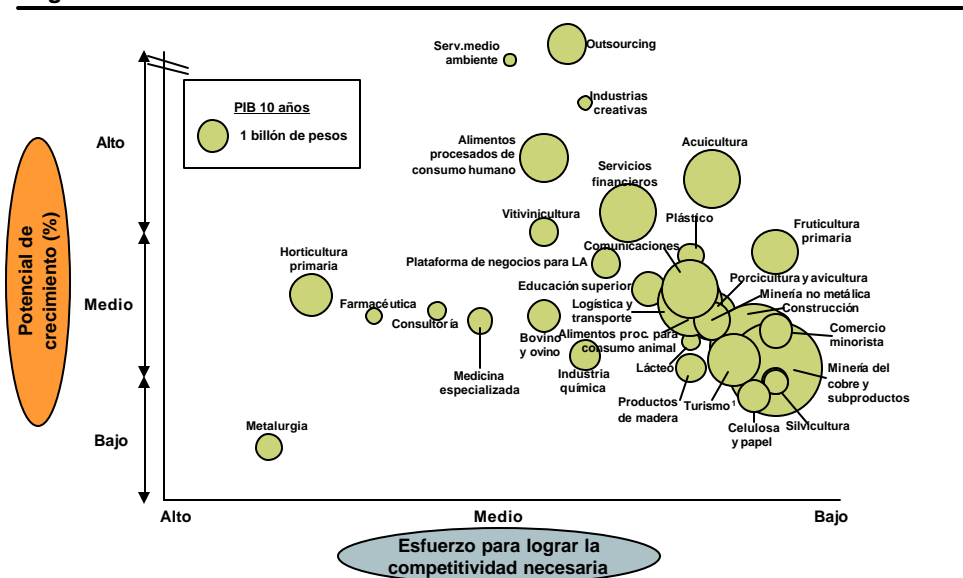 Serv.medio
ambiente
Outsourcing
PIB 10 años
1 billón de pesos
Industrias
creativas
Alto
Alimentos
procesados de
consumo humano
Servicios
financieros
Acuicultura
Plástico
Vitivinicultura
Fruticultura
primaria
Potencial de
crecimiento (%)
Horticultura
primaria
Comunicaciones
Plataforma de negocios para LA
Porcicultura y avicultura
Educación superior
Minería no metálica
Medio
Farmacéutica
Consultoría
Logística y
transporte
Construcción
Bovino
y ovino
Alimentos proc. para
consumo animal
Comercio
minorista
Medicina
especializada
Industria
química
Lácteo
Minería del
cobre y
subproductos
Productos
de madera
Turismo¹
Celulosa
y papel
Silvicultura
Bajo
Metalurgia
Alto
Medio
Bajo
Esfuerzo para lograr la
competitividad necesaria